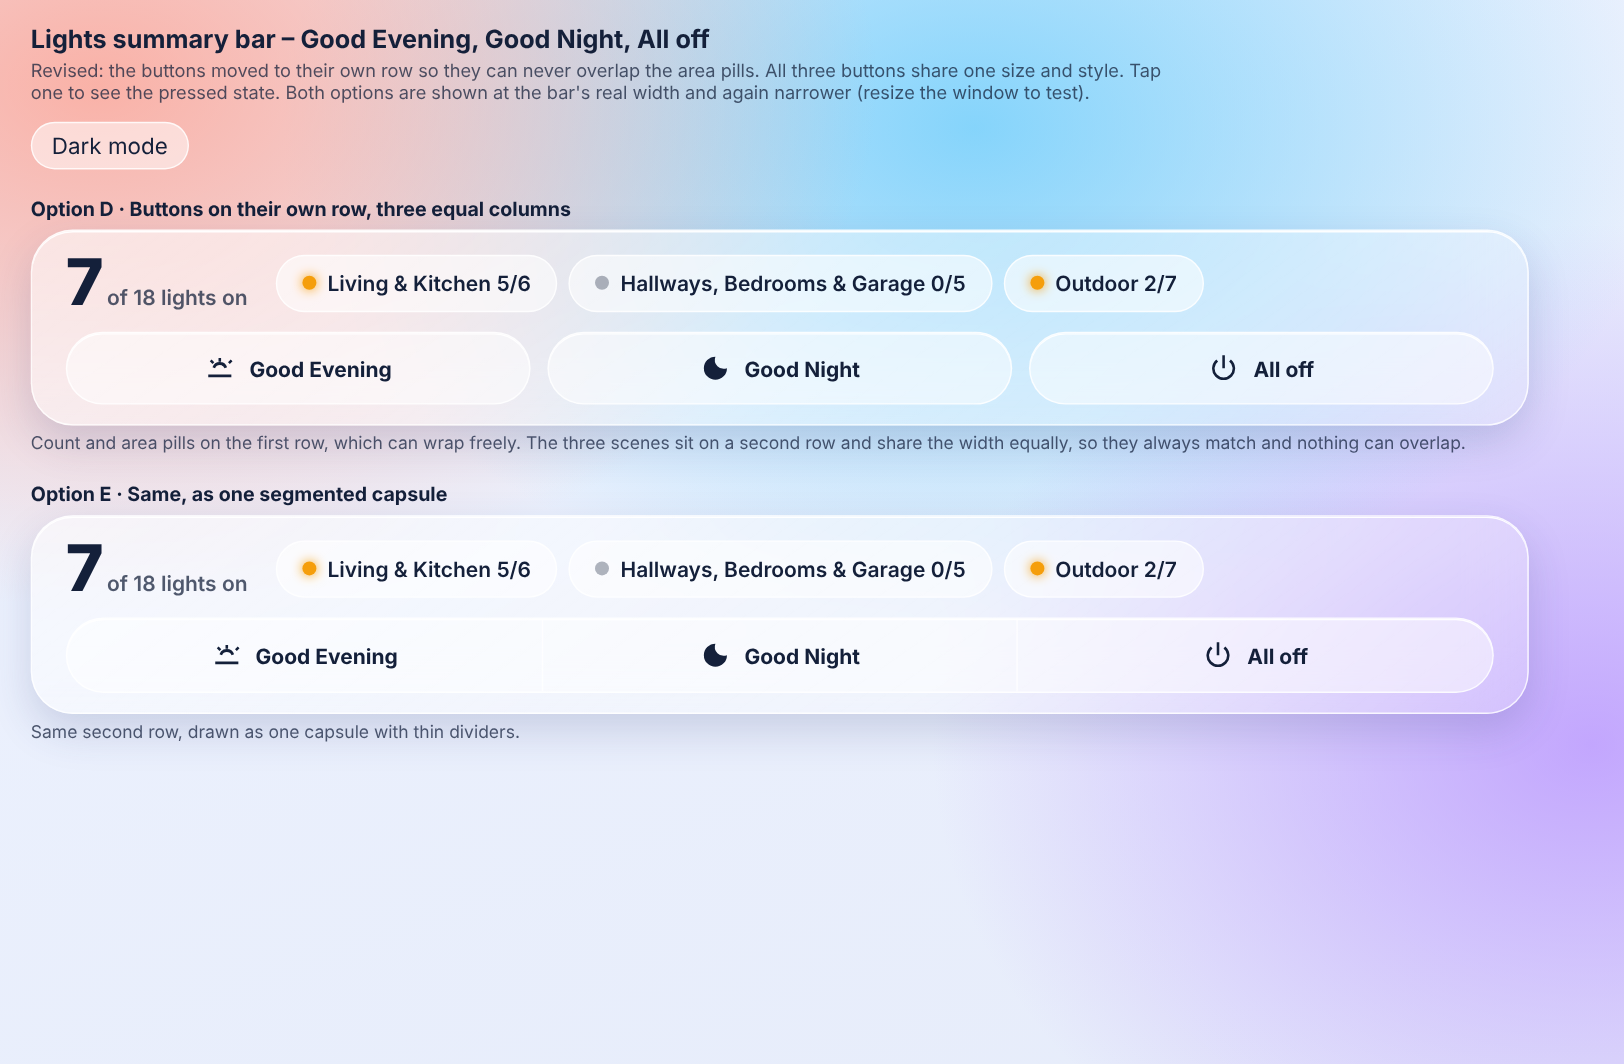 Lights summary bar – Good Evening, Good Night, All off
Revised: the buttons moved to their own row so they can never overlap the area pills. All three buttons share one size and style. Tap
one to see the pressed state. Both options are shown at the bar's real width and again narrower (resize the window to test).
Dark mode
Option D · Buttons on their own row, three equal columns
7 of 18 lights on Living & Kitchen 5/6 Hallways, Bedrooms & Garage 0/5 Outdoor 2/7
Good Evening Good Night All off
Count and area pills on the first row, which can wrap freely. The three scenes sit on a second row and share the width equally, so they always match and nothing can overlap.
Option E · Same, as one segmented capsule
7 of 18 lights on Living & Kitchen 5/6 Hallways, Bedrooms & Garage 0/5 Outdoor 2/7
Good Evening Good Night All off
Same second row, drawn as one capsule with thin dividers.